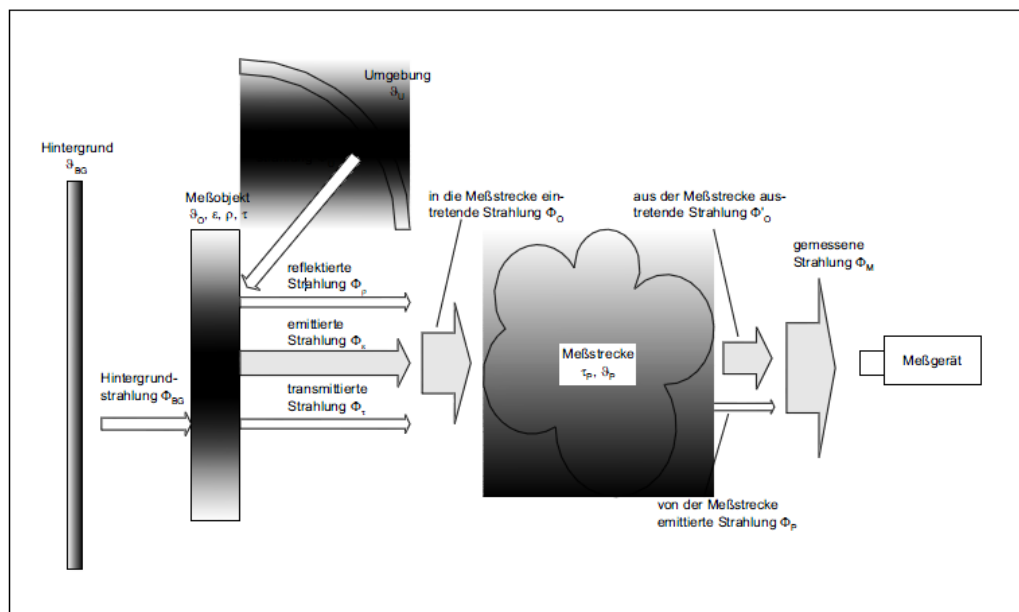 Umgebung
ϑU
Hintergrund
ϑBG
Meßobjekt
ϑO, ε, ρ, τ
in die Meßstrecke ein-
tretende Strahlung ΦO
aus der Meßstrecke aus-
tretende Strahlung Φ'O
gemessene
Strahlung ΦM
reflektierte
Strahlung Φρ
emittierte
Strahlung Φε
transmittierte
Strahlung Φτ
Hintergrund-
strahlung ΦBG
Meßstrecke
τP, ϑP
Meßgerät
von der Meßstrecke
emittierte Strahlung ΦP